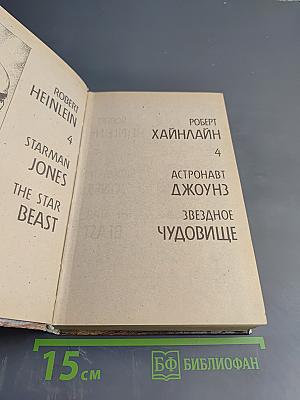 ROBERT
HEINLEIN
4
STARMAN
JONES
THE STAR
BEAST
РОБЕРТ
ХАЙНЛАЙН
4
АСТРОНАВТ
ДЖОУНЗ
ЗВЕЗДНОЕ
ЧУДОВИЩЕ
15 см
БФ БИБЛИОФАН